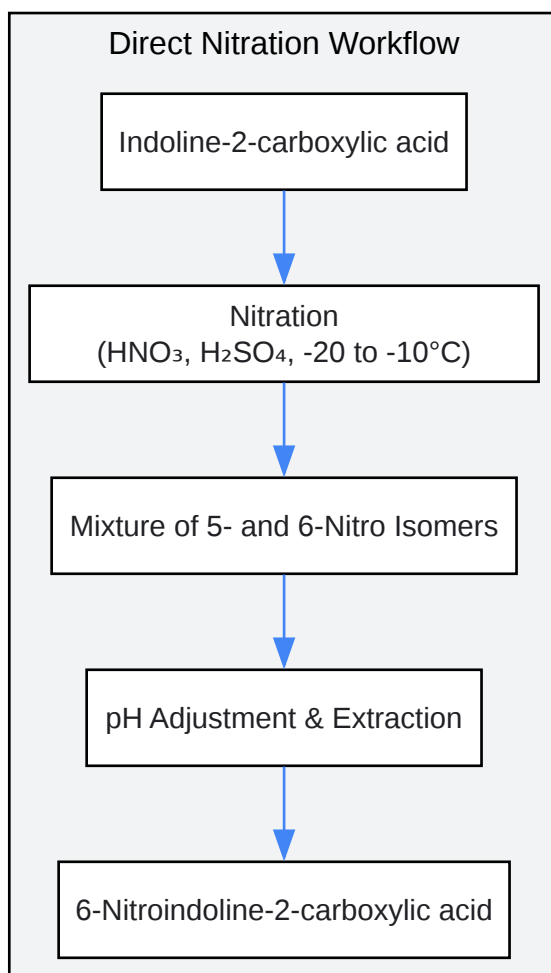 Direct Nitration Workflow
Indoline-2-carboxylic acid
Nitration
(HNO₃, H₂SO₄, -20 to -10°C)
Mixture of 5- and 6-Nitro Isomers
pH Adjustment & Extraction
6-Nitroindoline-2-carboxylic acid